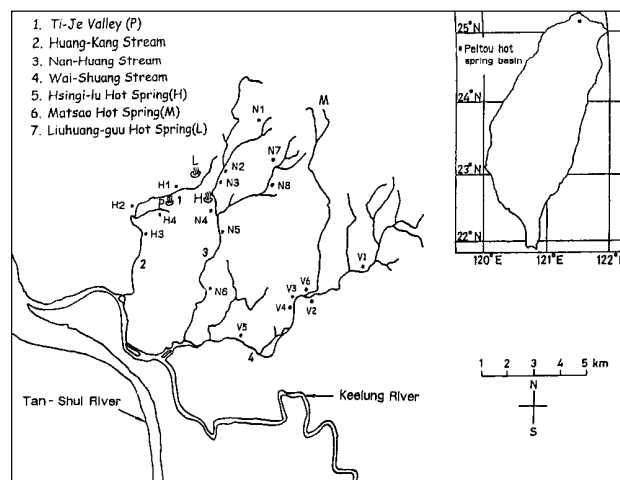 1. Ti-Je Valley (P)
2. Huang-Kang Stream
3. Nan-Huang Stream
4. Wai-Shuang Stream
5. Hsingi-lu Hot Spring(H)
6. Matsao Hot Spring(M)
7. Liuhuang-guu Hot Spring(L)
25°N
Peitou hot
spring basin
24°N
23°N
22°N
120°E
121°E
122°E
M
N1
L
N7
N2
H1
N3
N8
H
1
H2
H4
N4
H3
N5
3
2
V1
N6
V3
V6
V4
V2
V5
4
1 2 3 4 5 km
N
S
Tan-Shui River
Keelung River